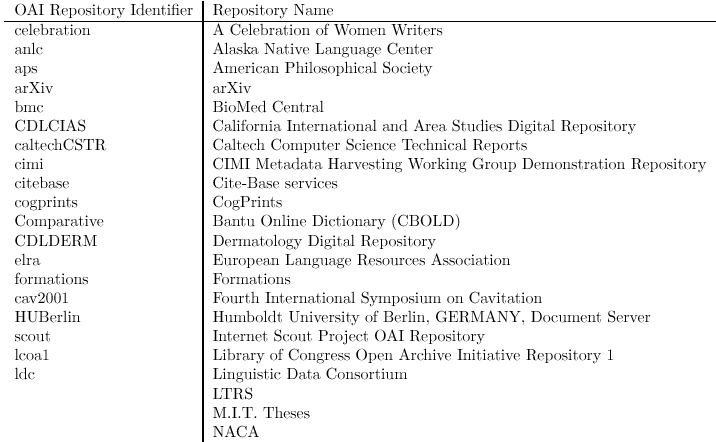 OAI Repository Identifier Repository Name
celebration A Celebration of Women Writers
anlc Alaska Native Language Center
aps American Philosophical Society
arXiv arXiv
bmc BioMed Central
CDLCIAS California International and Area Studies Digital Repository
caltechCSTR Caltech Computer Science Technical Reports
cimi CIMI Metadata Harvesting Working Group Demonstration Repository
citebase Cite-Base services
cogprints CogPrints
Comparative Bantu Online Dictionary (CBOLD)
CDLDERM Dermatology Digital Repository
elra European Language Resources Association
formations Formations
cav2001 Fourth International Symposium on Cavitation
HUBerlin Humboldt University of Berlin, GERMANY, Document Server
scout Internet Scout Project OAI Repository
lcoa1 Library of Congress Open Archive Initiative Repository 1
ldc Linguistic Data Consortium
LTRS
M.I.T. Theses
NACA